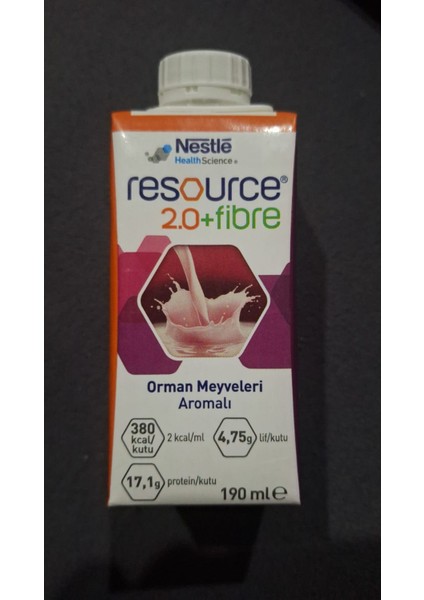 Nestlé
HealthScience®
resource®
2.0+fibre
Orman Meyveleri
Aromalı
380 kcal/kutu 2 kcal/ml
4,75g lif/kutu
17,1g protein/kutu
190 ml e